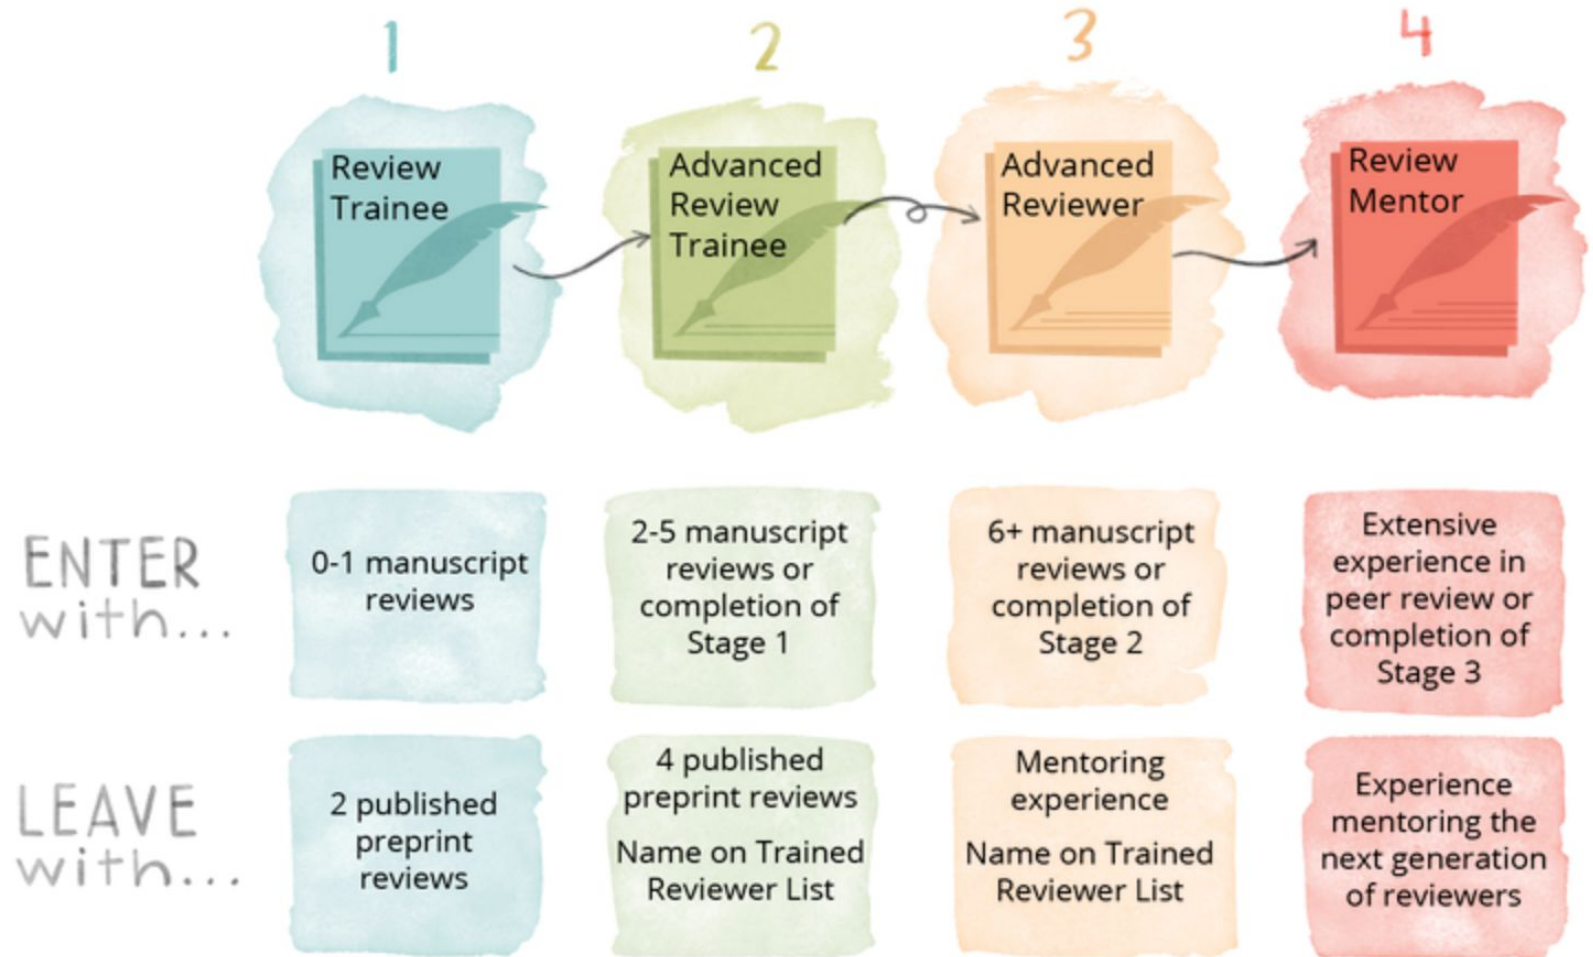 1
2
3
4
Review
Trainee
Advanced
Review
Trainee
Advanced
Reviewer
Review
Mentor
ENTER
with...
0-1 manuscript
reviews
2-5 manuscript
reviews or
completion of
Stage 1
6+ manuscript
reviews or
completion of
Stage 2
Extensive
experience in
peer review or
completion of
Stage 3
LEAVE
with...
2 published
preprint
reviews
4 published
preprint reviews
Name on Trained
Reviewer List
Mentoring
experience
Name on Trained
Reviewer List
Experience
mentoring the
next generation
of reviewers